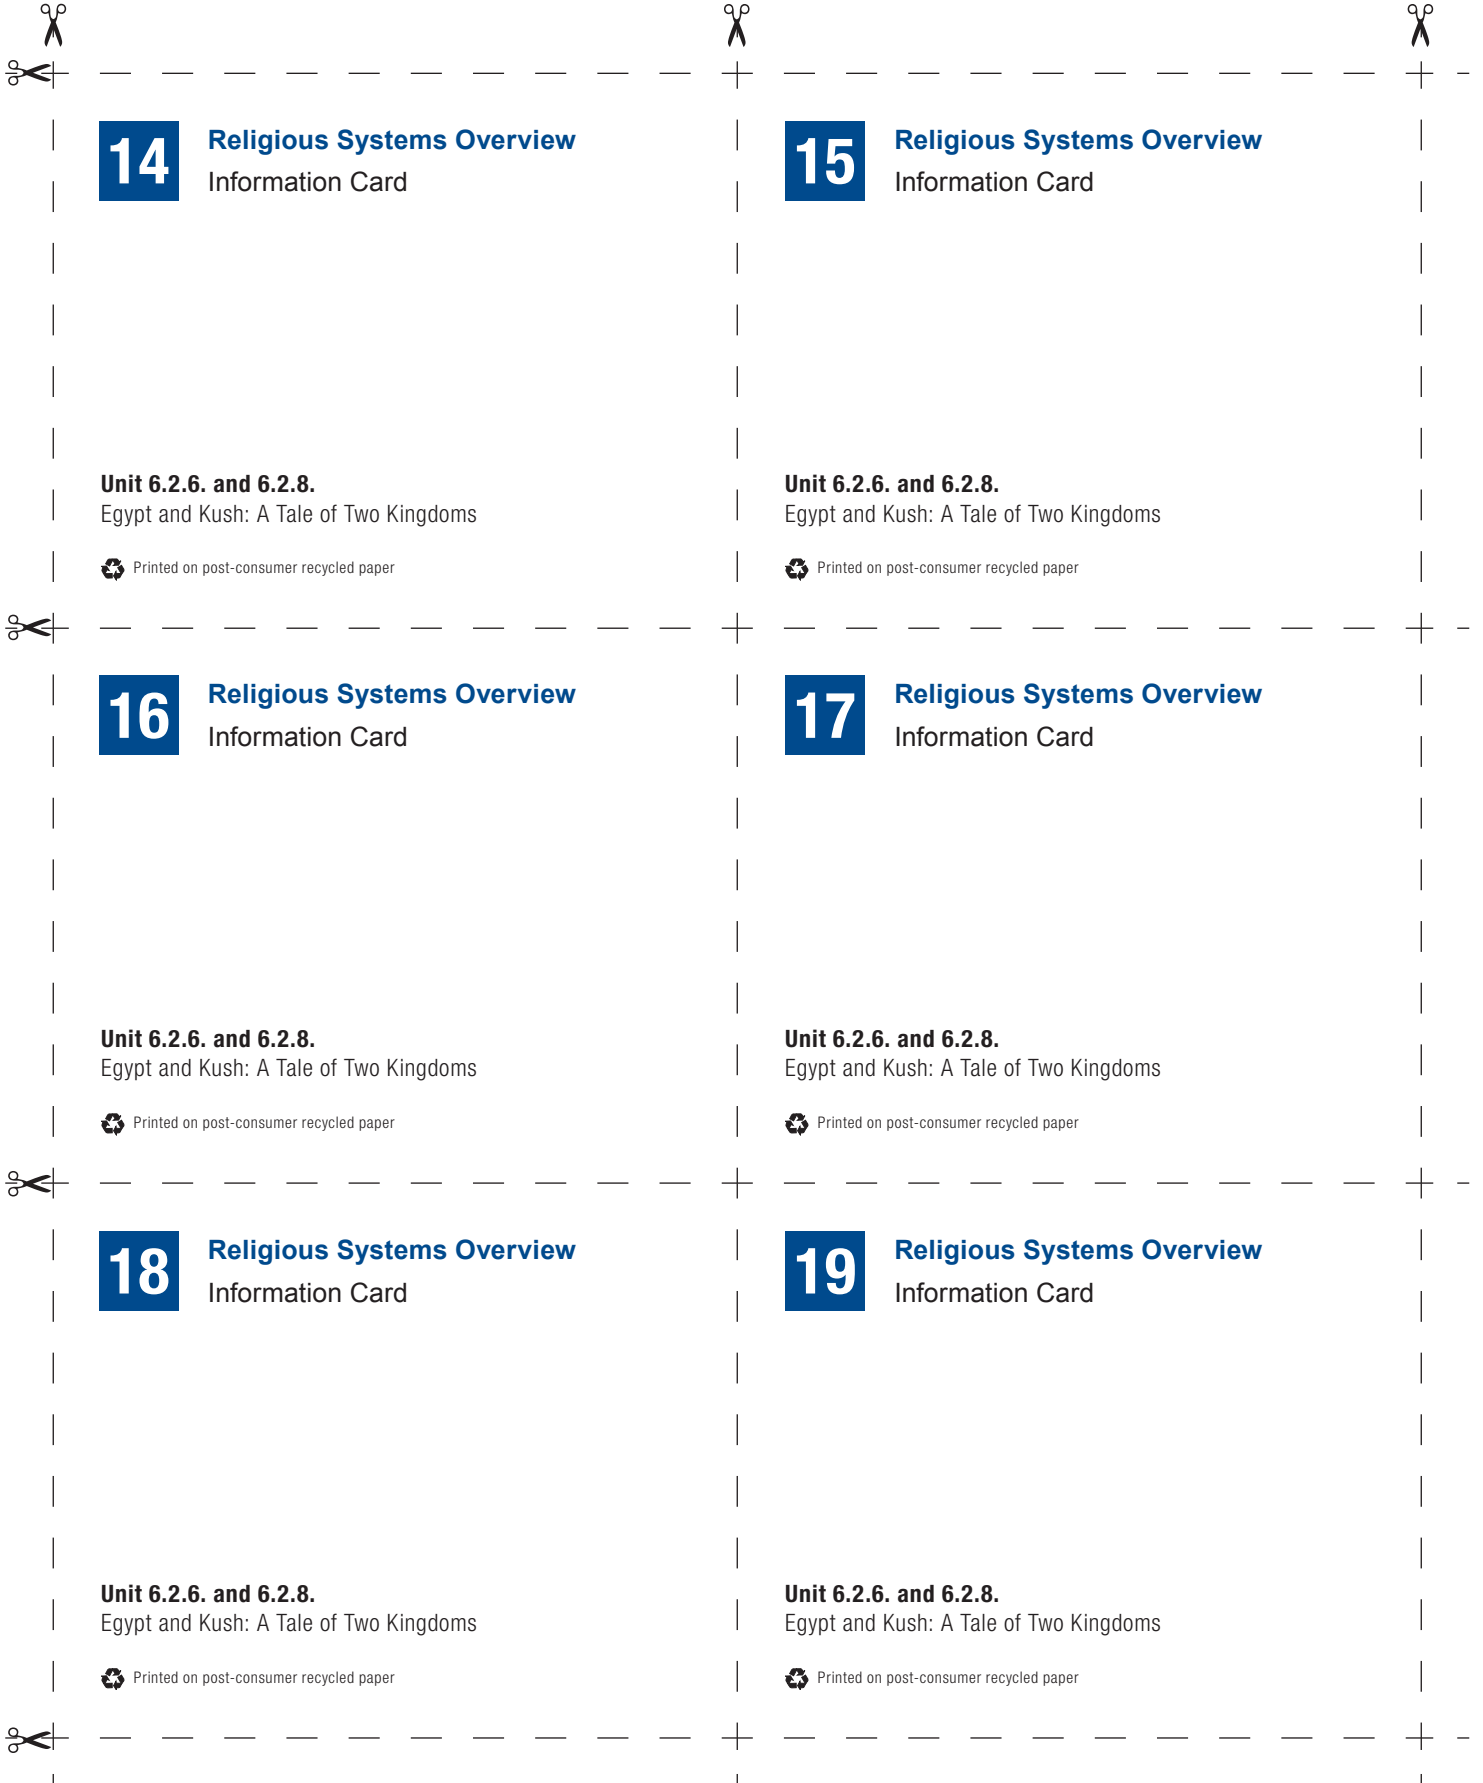 14
Religious Systems Overview
Information Card
Unit 6.2.6. and 6.2.8.
Egypt and Kush: A Tale of Two Kingdoms
Printed on post-consumer recycled paper
15
Religious Systems Overview
Information Card
Unit 6.2.6. and 6.2.8.
Egypt and Kush: A Tale of Two Kingdoms
Printed on post-consumer recycled paper
16
Religious Systems Overview
Information Card
Unit 6.2.6. and 6.2.8.
Egypt and Kush: A Tale of Two Kingdoms
Printed on post-consumer recycled paper
17
Religious Systems Overview
Information Card
Unit 6.2.6. and 6.2.8.
Egypt and Kush: A Tale of Two Kingdoms
Printed on post-consumer recycled paper
18
Religious Systems Overview
Information Card
Unit 6.2.6. and 6.2.8.
Egypt and Kush: A Tale of Two Kingdoms
Printed on post-consumer recycled paper
19
Religious Systems Overview
Information Card
Unit 6.2.6. and 6.2.8.
Egypt and Kush: A Tale of Two Kingdoms
Printed on post-consumer recycled paper